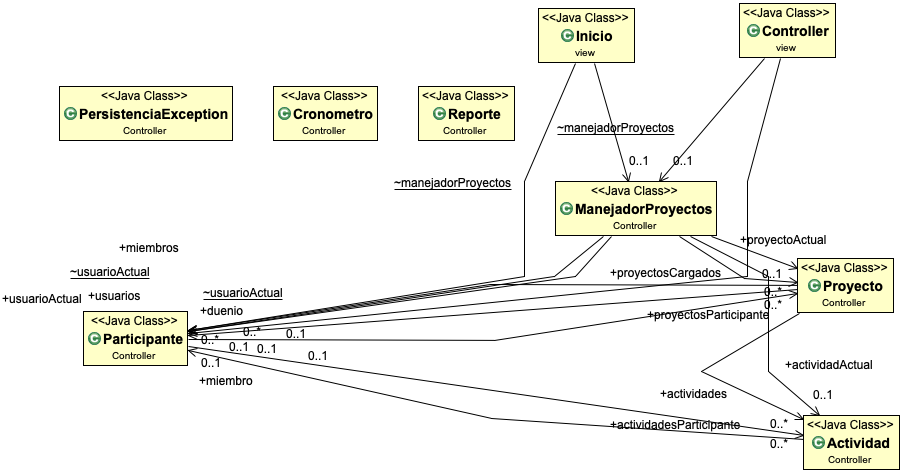 <<Java Class>>
Inicio
view
<<Java Class>>
Controller
view
<<Java Class>>
PersistenciaException
Controller
<<Java Class>>
Cronometro
Controller
<<Java Class>>
Reporte
Controller
~manejadorProyectos
0..1
0..1
~manejadorProyectos
<<Java Class>>
ManejadorProyectos
Controller
+proyectoActual
+miembros
~usuarioActual
+proyectosCargados
0..1
<<Java Class>>
Proyecto
Controller
+usuarioActual
+usuarios
~usuarioActual
0..*
+duenio
0..*
+proyectosParticipante
<<Java Class>>
Participante
Controller
0..*
0..*
0..1
0..1
0..1
0..1
0..1
+miembro
+actividadActual
+actividades
0..1
+actividadesParticipante
0..*
0..*
<<Java Class>>
Actividad
Controller